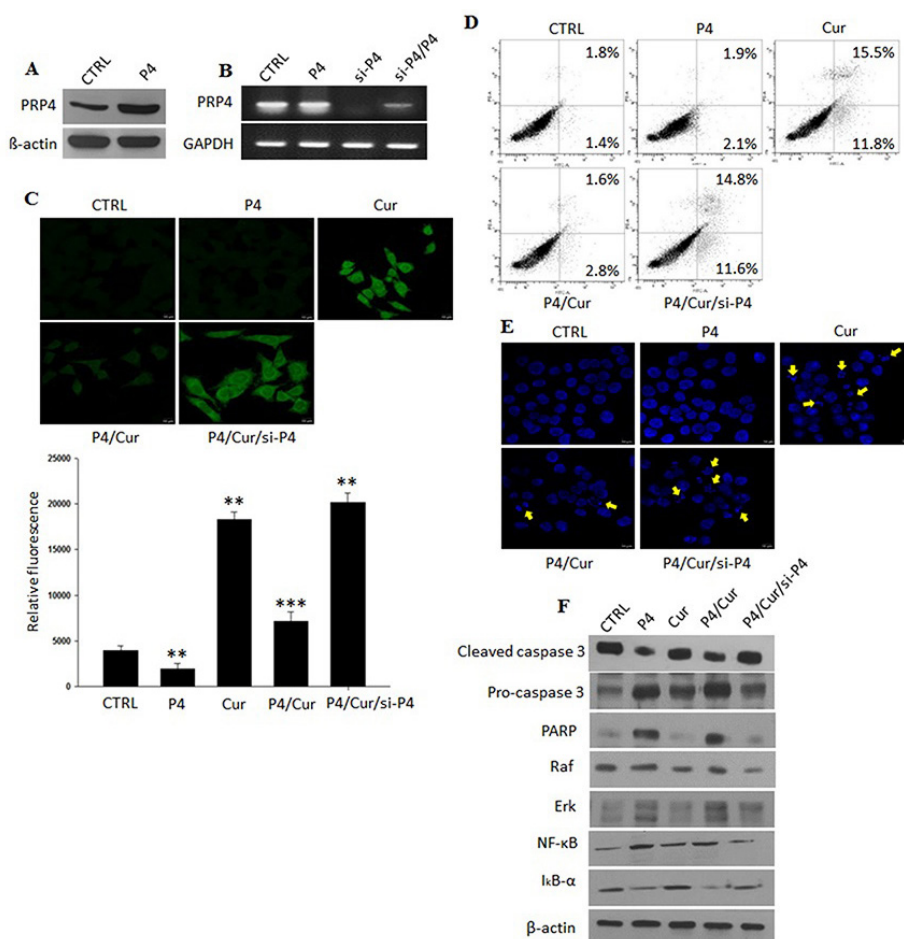 A
CTRL
P4
PRP4
ß-actin
B
CTRL
P4
si-P4
si-P4/P4
PRP4
GAPDH
C
CTRL
P4
Cur
P4/Cur
P4/Cur/si-P4
Relative fluorescence
25000
20000
15000
10000
5000
0
**
**
***
**
CTRL
P4
Cur
P4/Cur
P4/Cur/si-P4
D
CTRL
P4
Cur
1.8%
1.9%
15.5%
1.4%
2.1%
11.8%
1.6%
14.8%
2.8%
11.6%
P4/Cur
P4/Cur/si-P4
E
CTRL
P4
Cur
P4/Cur
P4/Cur/si-P4
F
CTRL
P4
Cur
P4/Cur
P4/Cur/si-P4
Cleaved caspase 3
Pro-caspase 3
PARP
Raf
Erk
NF-κB
IκB-α
β-actin